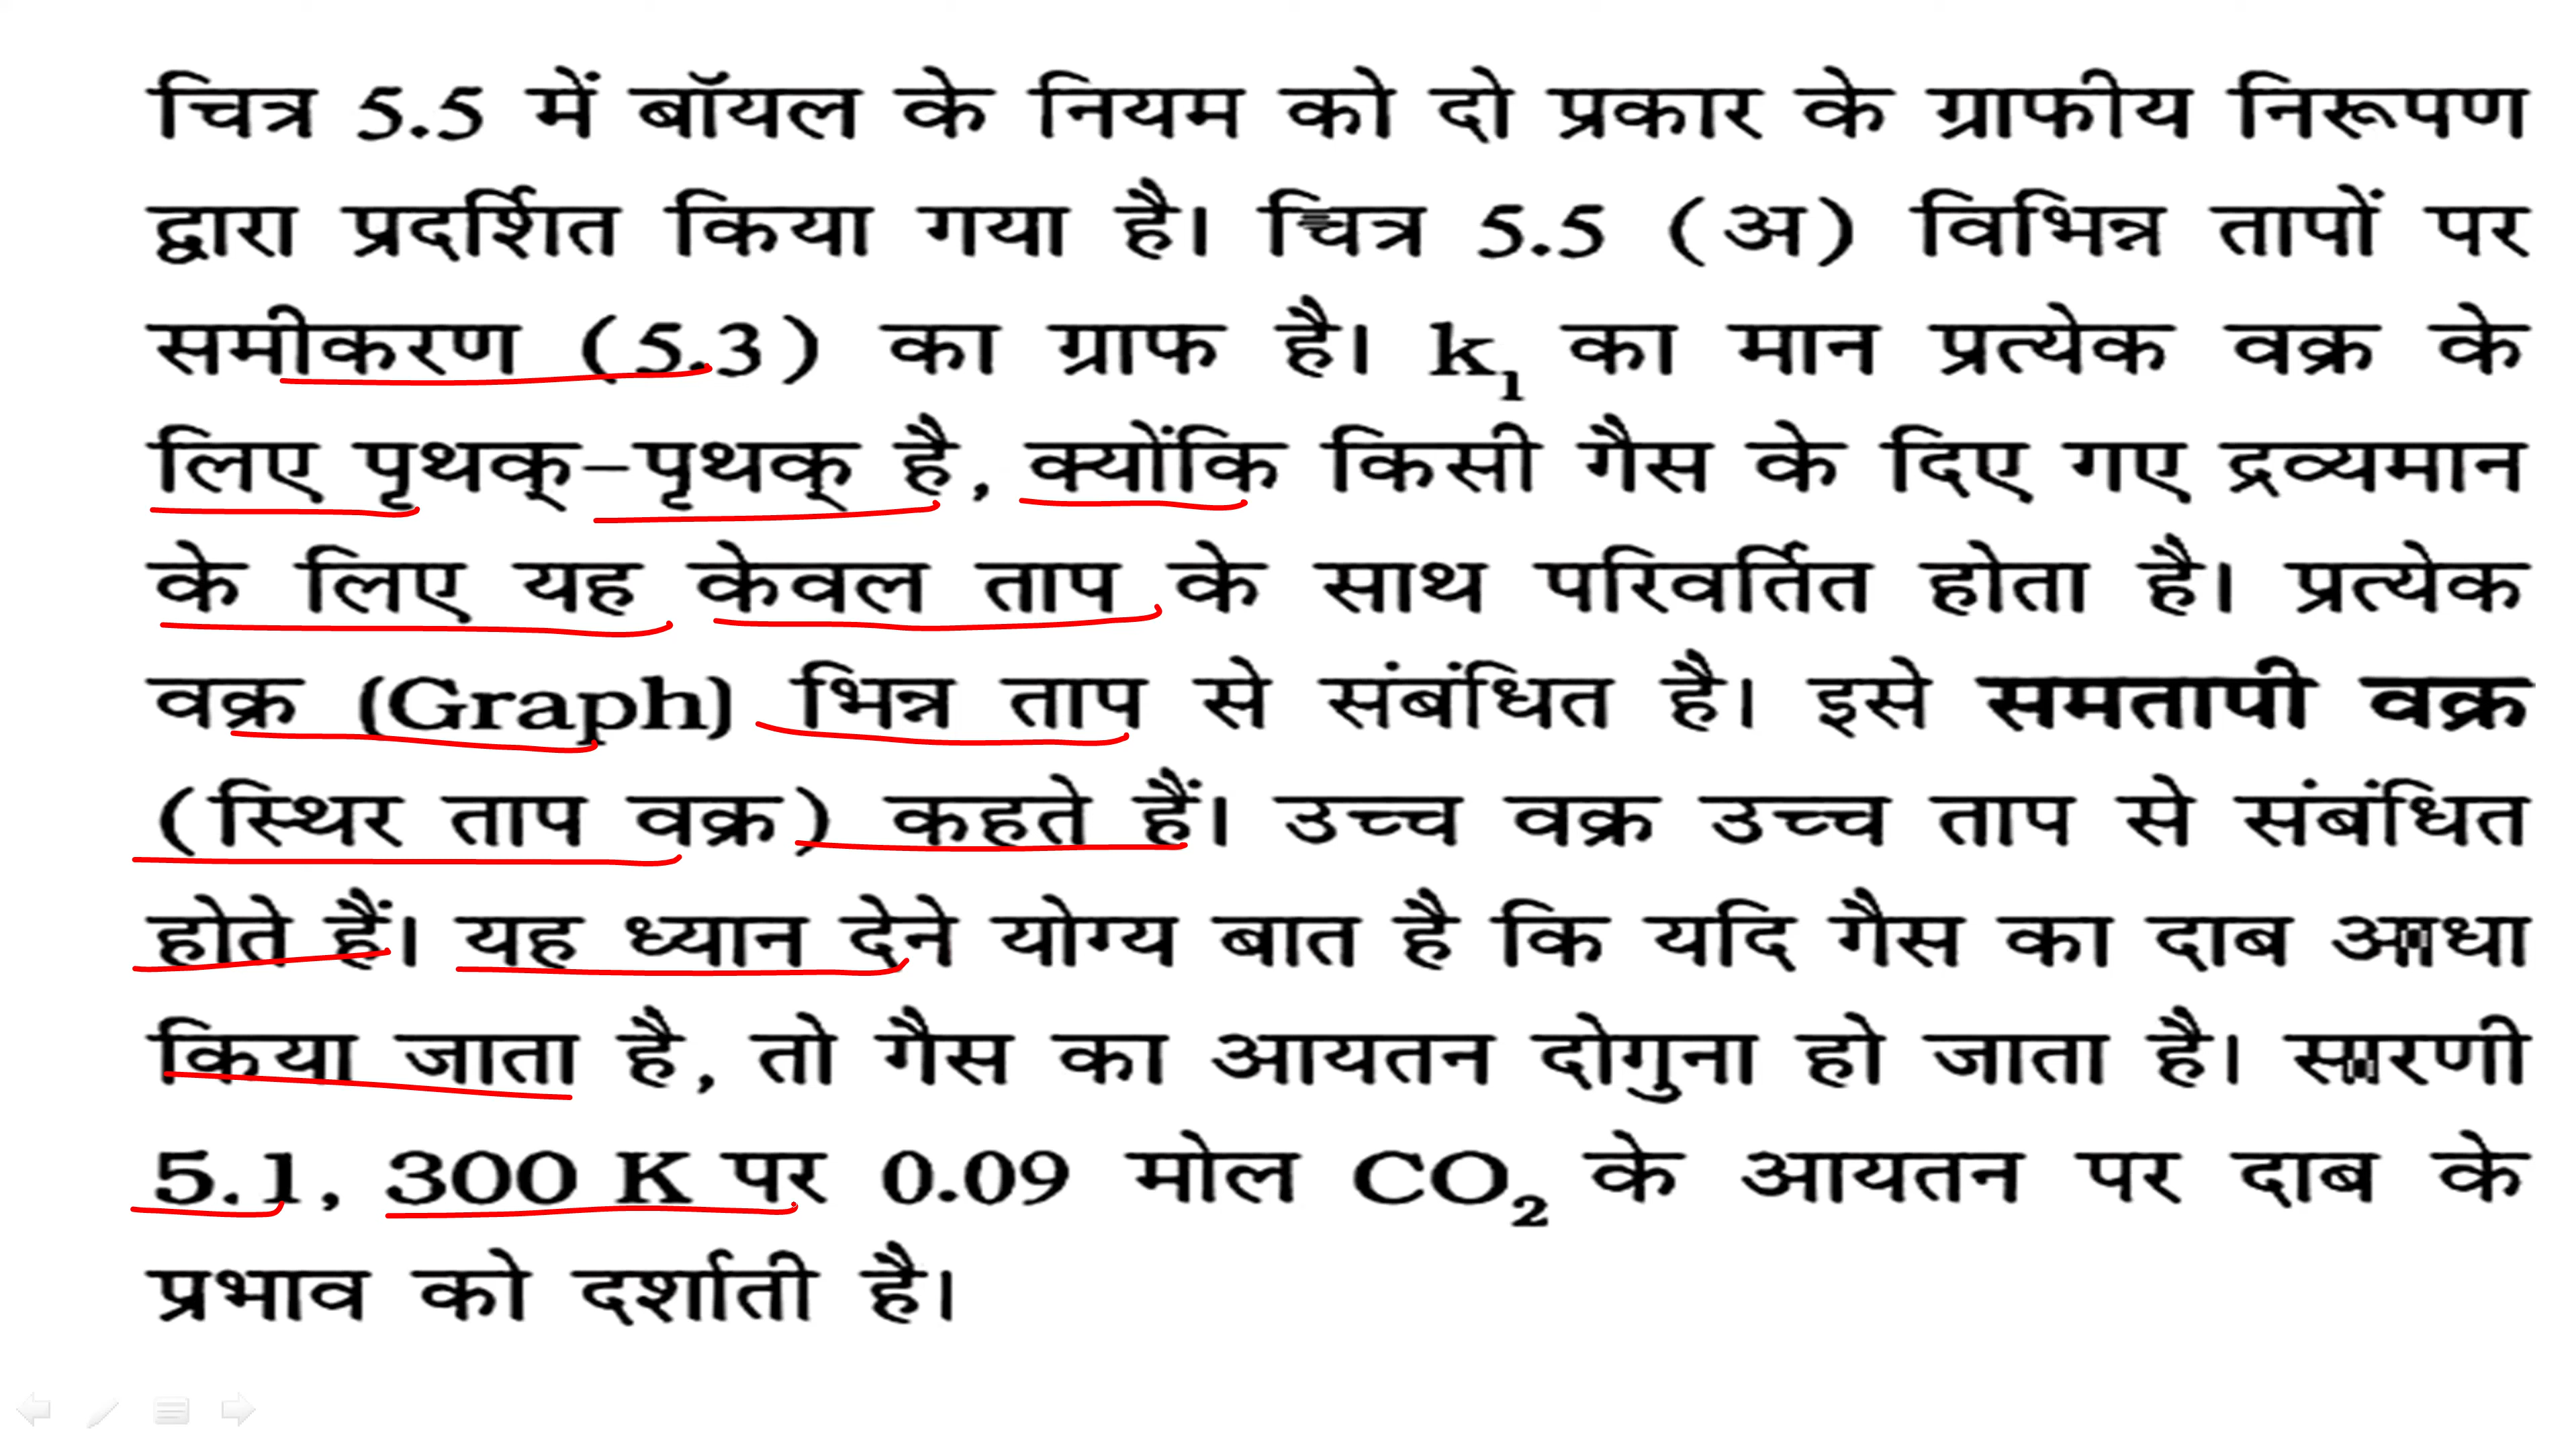 चित्र 5.5 में बॉयल के नियम को दो प्रकार के ग्राफीय निरूपण
द्वारा प्रदर्शित किया गया है। चित्र 5.5 (अ) विभिन्न तापों पर
समीकरण (5.3) का ग्राफ है। k₁ का मान प्रत्येक वक्र के
लिए पृथक्-पृथक् है, क्योंकि किसी गैस के दिए गए द्रव्यमान
के लिए यह केवल ताप के साथ परिवर्तित होता है। प्रत्येक
वक्र (Graph) भिन्न ताप से संबंधित है। इसे समतापी वक्र
(स्थिर ताप वक्र) कहते हैं। उच्च वक्र उच्च ताप से संबंधित
होते हैं। यह ध्यान देने योग्य बात है कि यदि गैस का दाब आधा
किया जाता है, तो गैस का आयतन दोगुना हो जाता है। सारणी
5.1, 300 K पर 0.09 मोल CO₂ के आयतन पर दाब के
प्रभाव को दर्शाती है।